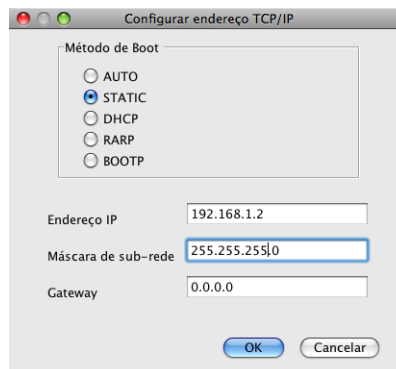 Configurar endereço TCP/IP
Método de Boot
AUTO
STATIC
DHCP
RARP
BOOTP
Endereço IP 192.168.1.2
Máscara de sub-rede 255.255.255.0
Gateway 0.0.0.0
OK Cancelar